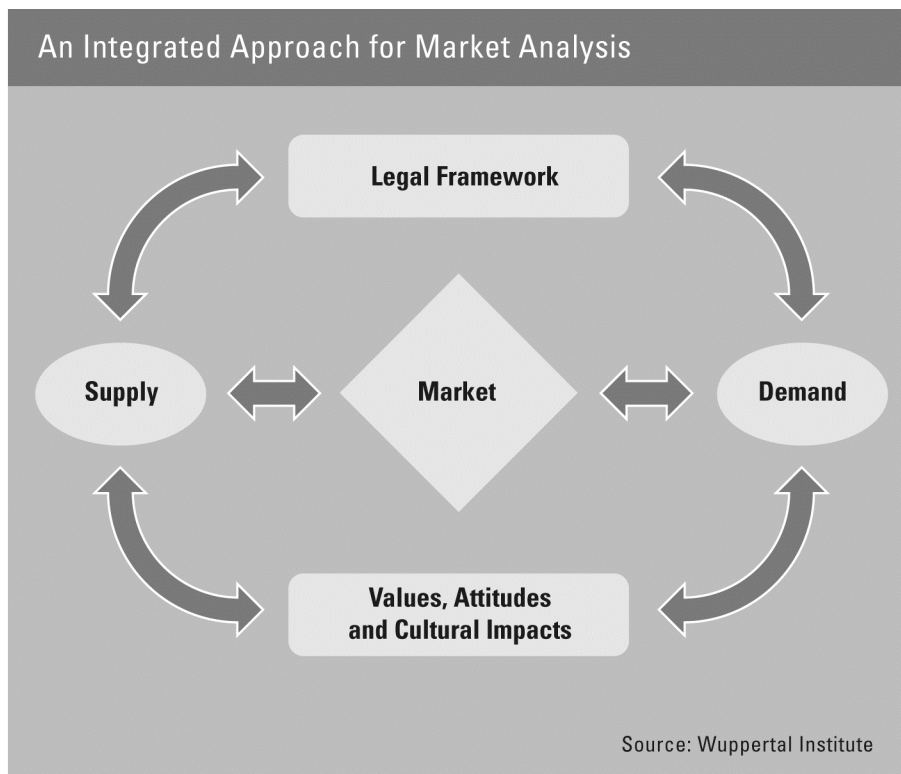 An Integrated Approach for Market Analysis
Legal Framework
Supply
Market
Demand
Values, Attitudes
and Cultural Impacts
Source: Wuppertal Institute